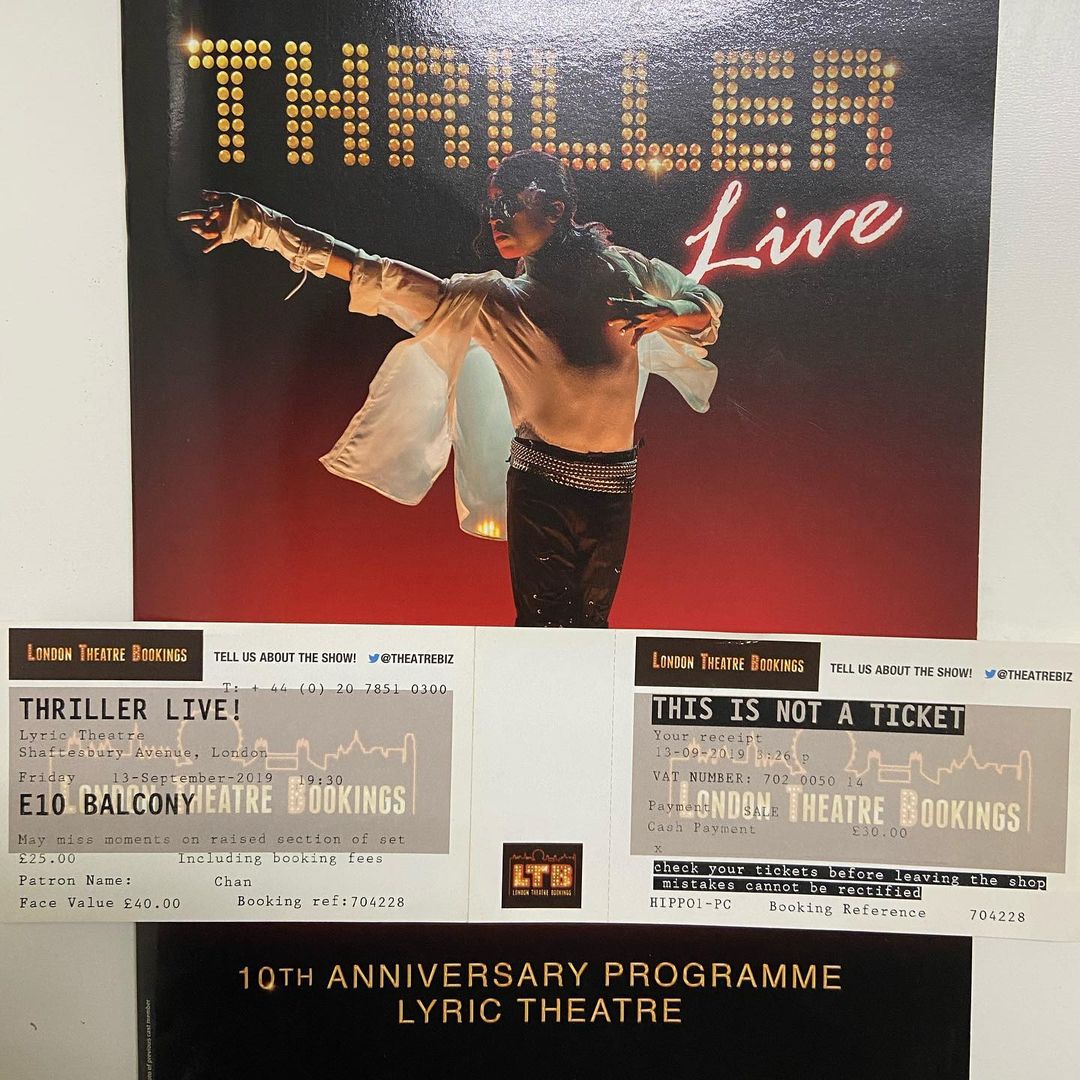 THRILLER
Live
LONDON THEATRE BOOKINGS
TELL US ABOUT THE SHOW! @THEATREBIZ
T: + 44 (0) 20 7851 0300
THRILLER LIVE!
Lyric Theatre
Shaftesbury Avenue, London
Friday 13-September-2019 19:30
E10 BALCONY
LONDON THEATRE BOOKINGS
May miss moments on raised section of set
£25.00 Including booking fees
Patron Name: Chan
Face Value £40.00 Booking ref:704228
LTB
LONDON THEATRE BOOKINGS
LONDON THEATRE BOOKINGS
TELL US ABOUT THE SHOW! @THEATREBIZ
THIS IS NOT A TICKET
Your receipt
13-09-2019 3:26 p
VAT NUMBER: 702 0050 14
Payment SALE
LONDON THEATRE BOOKINGS
Cash Payment £30.00
x
check your tickets before leaving the shop
mistakes cannot be rectified
HIPPO1-PC Booking Reference 704228
10TH ANNIVERSARY PROGRAMME
LYRIC THEATRE
of previous cast member